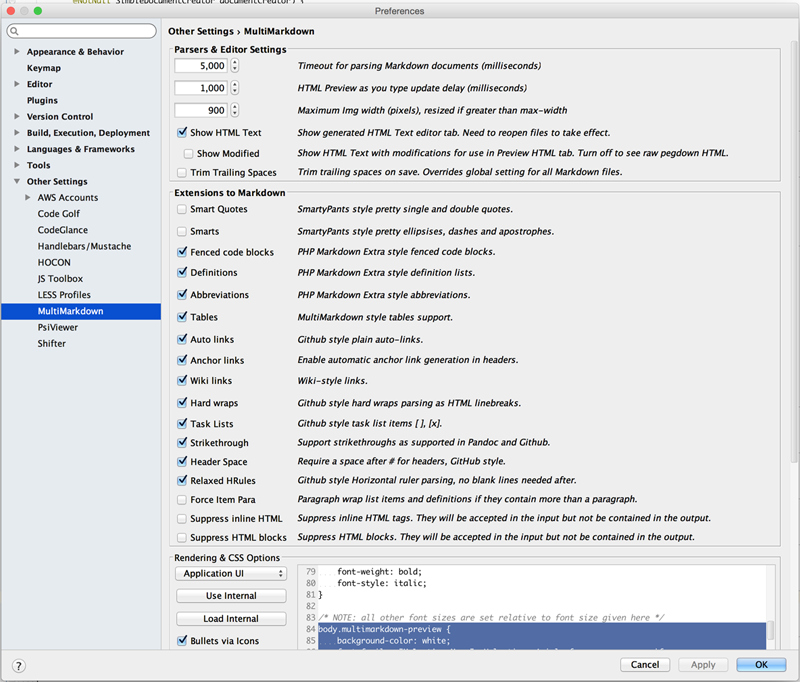 eNotNull SimpleDocumentCreator documentCreator) {
Preferences
Appearance & Behavior
Keymap
Editor
Plugins
Version Control
Build, Execution, Deployment
Languages & Frameworks
Tools
Other Settings
AWS Accounts
Code Golf
CodeGlance
Handlebars/Mustache
HOCON
JS Toolbox
LESS Profiles
MultiMarkdown
PsiViewer
Shifter
Other Settings › MultiMarkdown
Parsers & Editor Settings
5,000 Timeout for parsing Markdown documents (milliseconds)
1,000 HTML Preview as you type update delay (milliseconds)
900 Maximum Img width (pixels), resized if greater than max-width
Show HTML Text Show generated HTML Text editor tab. Need to reopen files to take effect.
Show Modified Show HTML Text with modifications for use in Preview HTML tab. Turn off to see raw pegdown HTML.
Trim Trailing Spaces Trim trailing spaces on save. Overrides global setting for all Markdown files.
Extensions to Markdown
Smart Quotes SmartyPants style pretty single and double quotes.
Smarts SmartyPants style pretty ellipsises, dashes and apostrophes.
Fenced code blocks PHP Markdown Extra style fenced code blocks.
Definitions PHP Markdown Extra style definition lists.
Abbreviations PHP Markdown Extra style abbreviations.
Tables MultiMarkdown style tables support.
Auto links Github style plain auto-links.
Anchor links Enable automatic anchor link generation in headers.
Wiki links Wiki-style links.
Hard wraps Github style hard wraps parsing as HTML linebreaks.
Task Lists Github style task list items [ ], [x].
Strikethrough Support strikethroughs as supported in Pandoc and Github.
Header Space Require a space after # for headers, GitHub style.
Relaxed HRules Github style Horizontal ruler parsing, no blank lines needed after.
Force Item Para Paragraph wrap list items and definitions if they contain more than a paragraph.
Suppress inline HTML Suppress inline HTML tags. They will be accepted in the input but not be contained in the output.
Suppress HTML blocks Suppress HTML blocks. They will be accepted in the input but not be contained in the output.
Rendering & CSS Options
Application UI
Use Internal
Load Internal
Bullets via Icons
79 font-weight: bold;
80 font-style: italic;
81 }
82
83 /* NOTE: all other font sizes are set relative to font size given here */
84 body.multimarkdown-preview {
85 background-color: white;
?
Cancel
Apply
OK